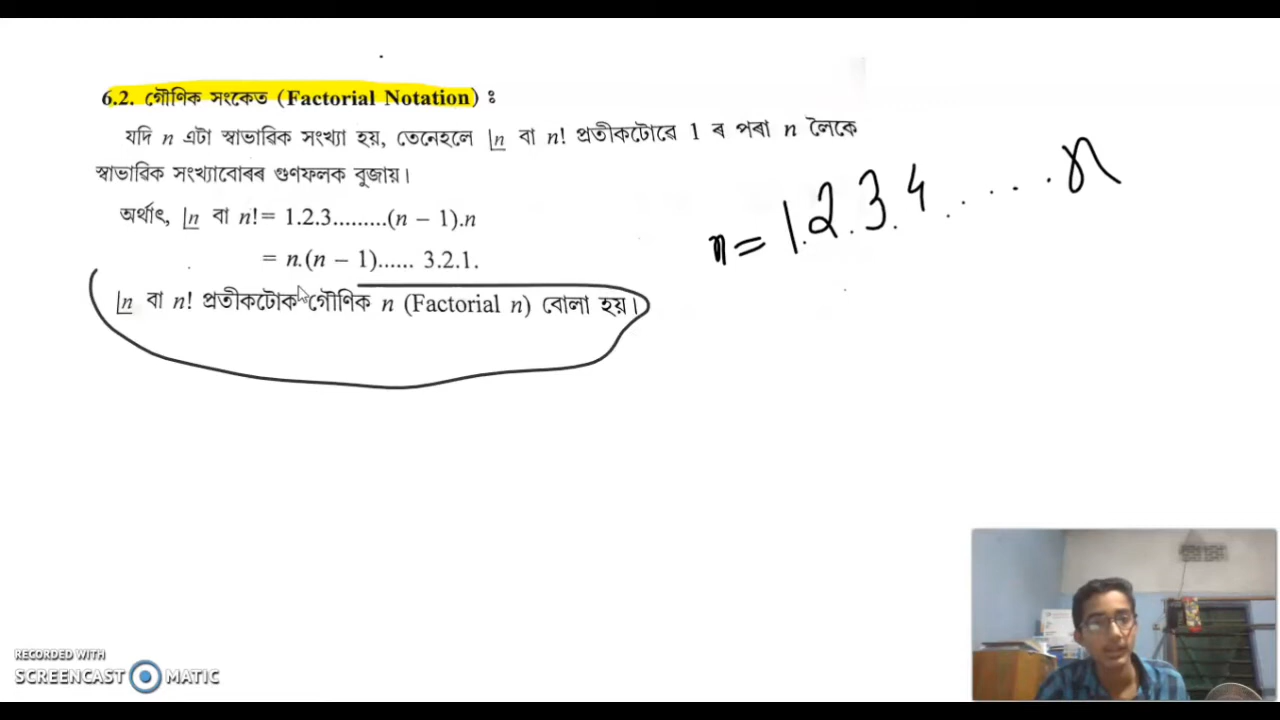 6.2. গৌণিক সংকেত (Factorial Notation) ঃ
যদি n এটা স্বাভাৱিক সংখ্যা হয়, তেনেহলে |n বা n! প্ৰতীকটোৱে 1 ৰ পৰা n লৈকে
স্বাভাৱিক সংখ্যাবোৰৰ গুণফলক বুজায়।
অৰ্থাৎ, |n বা n! = 1.2.3.........(n − 1).n
= n.(n − 1)...... 3.2.1.
|n বা n! প্ৰতীকটোক গৌণিক n (Factorial n) বোলা হয়।
n = 1.2.3.4......n
RECORDED WITH
SCREENCAST MATIC